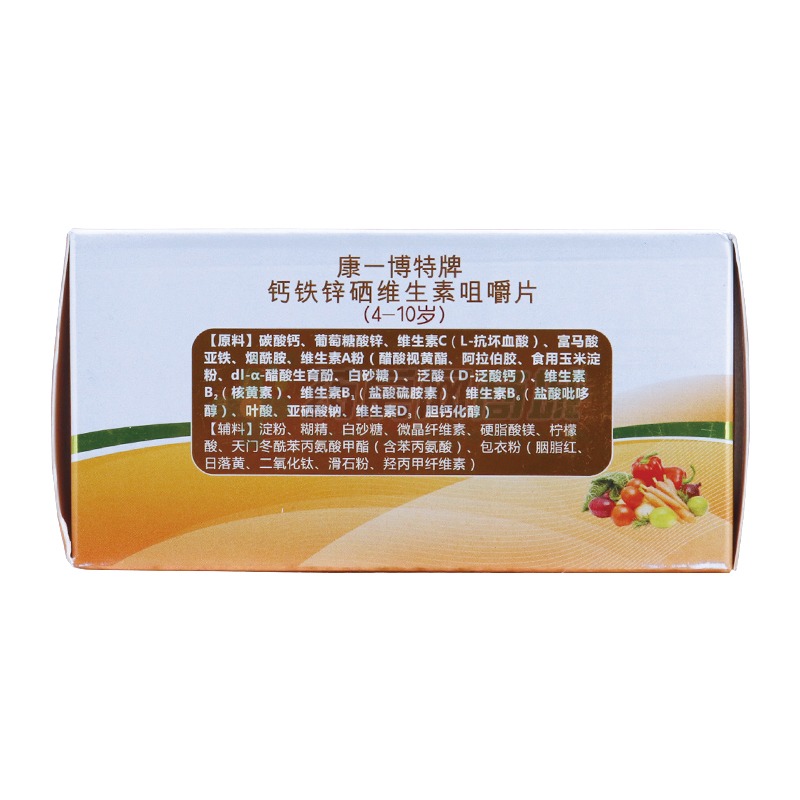 康一博特牌
钙铁锌硒维生素咀嚼片
(4—10岁)
【原料】碳酸钙、葡萄糖酸锌、维生素C(L-抗坏血酸)、富马酸
亚铁、烟酰胺、维生素A粉(醋酸视黄酯、阿拉伯胶、食用玉米淀
粉、dl-α-醋酸生育酚、白砂糖) 泛酸(D-泛酸钙) 维生素
B₂(核黄素)、维生素B₁(盐酸硫胺素)、维生素B₆(盐酸吡哆
醇)、叶酸、亚硒酸钠、维生素D₃(胆钙化醇)
【辅料】淀粉、糊精、白砂糖、微晶纤维素、硬脂酸镁、柠檬
酸、天门冬酰苯丙氨酸甲酯(含苯丙氨酸)、包衣粉(胭脂红、
日落黄、二氧化钛、滑石粉、羟丙甲纤维素)